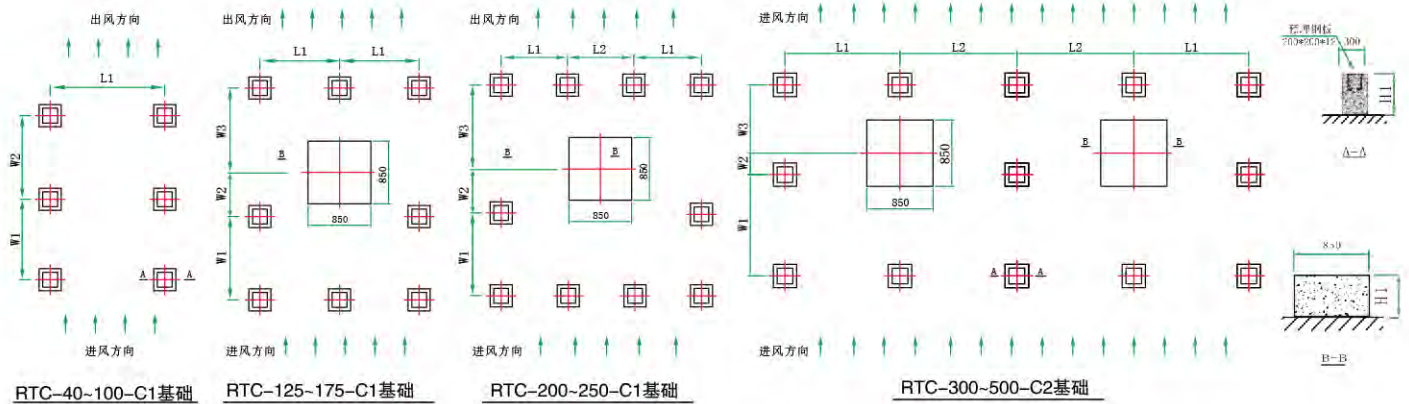 出风方向
L1
W2
W1
A A
进风方向
RTC-40~100-C1基础
出风方向
L1 L1
W3
B
850
W2
850
W1
进风方向
RTC-125~175-C1基础
出风方向
L1 L2 L1
W3
B B
850
W2
850
W1
进风方向
RTC-200~250-C1基础
进风方向
L1 L2 L2 L1
W3
B B
850
W2
850
W1
A A
进风方向
RTC-300~500-C2基础
预埋钢板
200*200*12 300
H1
A-A
850
H1
B-B